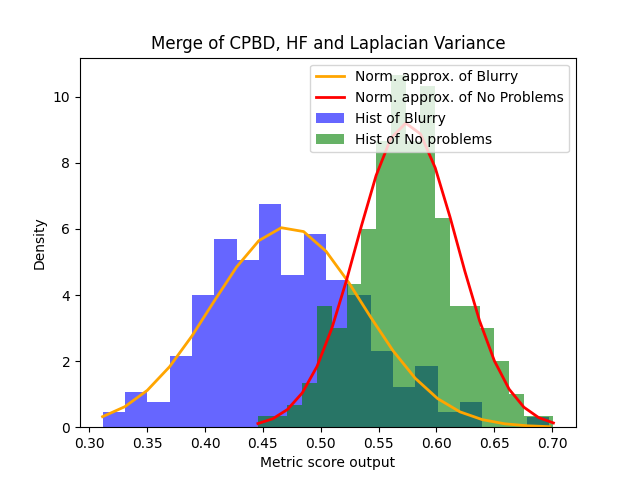 Merge of CPBD, HF and Laplacian Variance
Norm. approx. of Blurry
Norm. approx. of No Problems
Hist of Blurry
Hist of No problems
Density
10
8
6
4
2
0
0.30 0.35 0.40 0.45 0.50 0.55 0.60 0.65 0.70
Metric score output